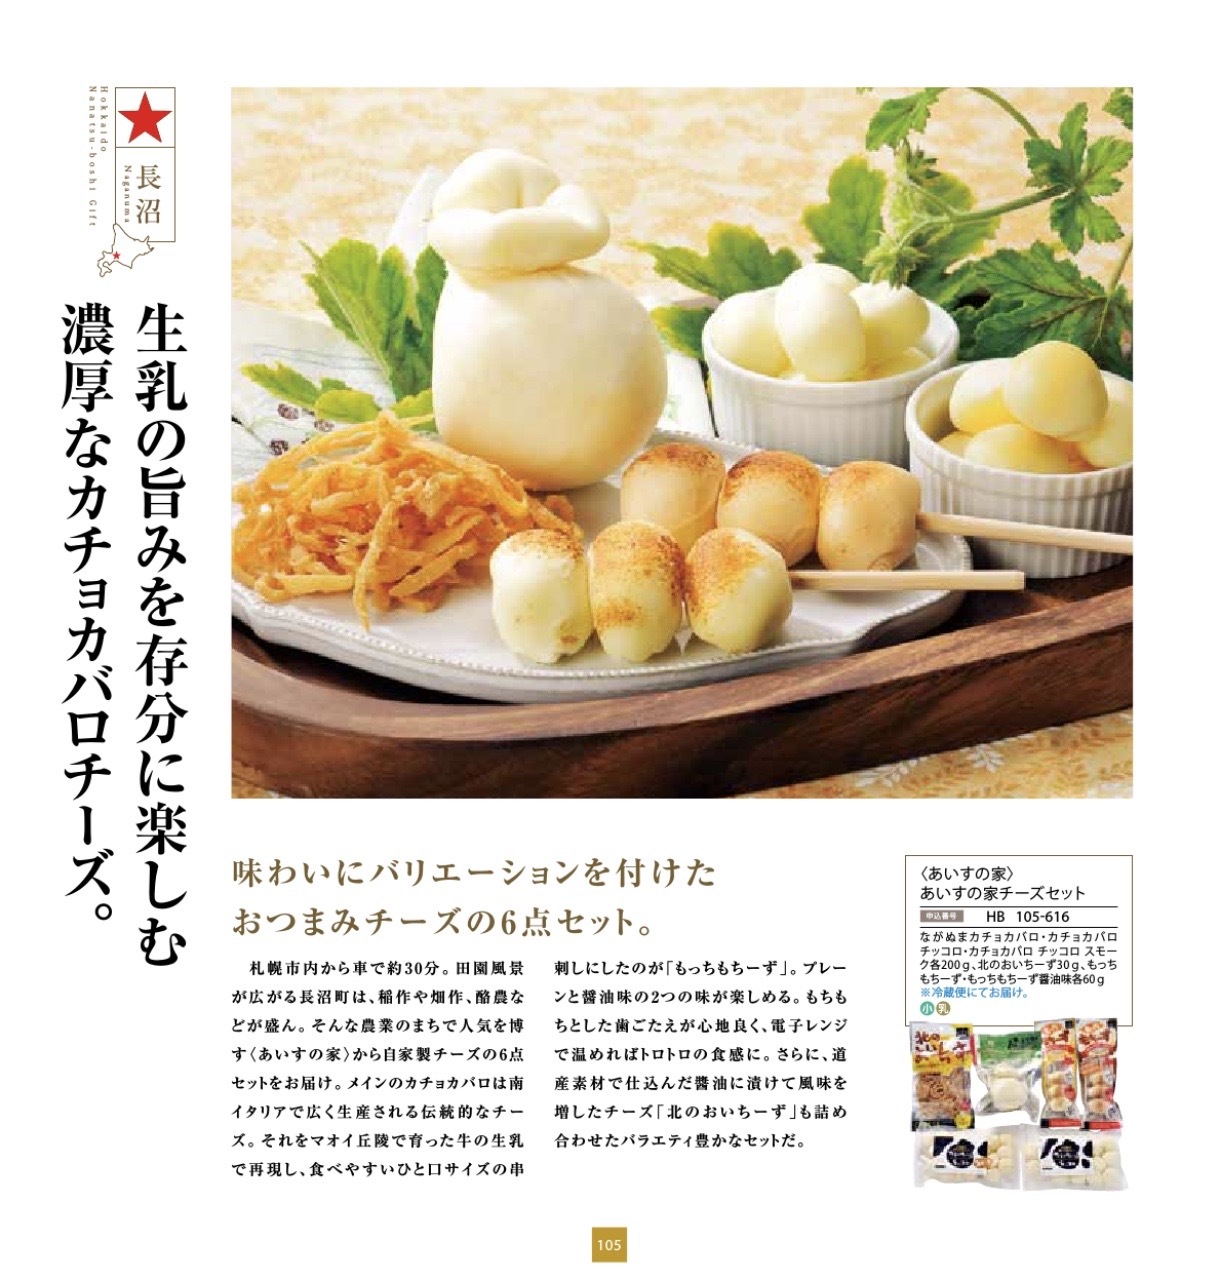 Hokkaido
Nanatsu-boshi Gift
長沼
Naganuma
生乳の旨みを存分に楽しむ
濃厚なカチョカバロチーズ。
味わいにバリエーションを付けた
おつまみチーズの6点セット。
札幌市内から車で約30分。田園風景
が広がる長沼町は、稲作や畑作、酪農な
どが盛ん。そんな農業のまちで人気を博
す〈あいすの家〉から自家製チーズの6点
セットをお届け。メインのカチョカバロは南
イタリアで広く生産される伝統的なチー
ズ。それをマオイ丘陵で育った牛の生乳
で再現し、食べやすいひと口サイズの串
刺しにしたのが「もっちもちーず」。プレー
ンと醤油味の2つの味が楽しめる。もちも
ちとした歯ごたえが心地良く、電子レンジ
で温めればトロトロの食感に。さらに、道
産素材で仕込んだ醤油に漬けて風味を
増したチーズ「北のおいちーず」も詰め
合わせたバラエティ豊かなセットだ。
〈あいすの家〉
あいすの家チーズセット
申込番号 HB 105-616
ながぬまカチョカバロ・カチョカバロ
チッコロ・カチョカバロ チッコロ スモー
ク各200g、北のおいちーず30g、もっち
もちーず・もっちもちーず醤油味各60g
※冷蔵便にてお届け。
小 乳
105